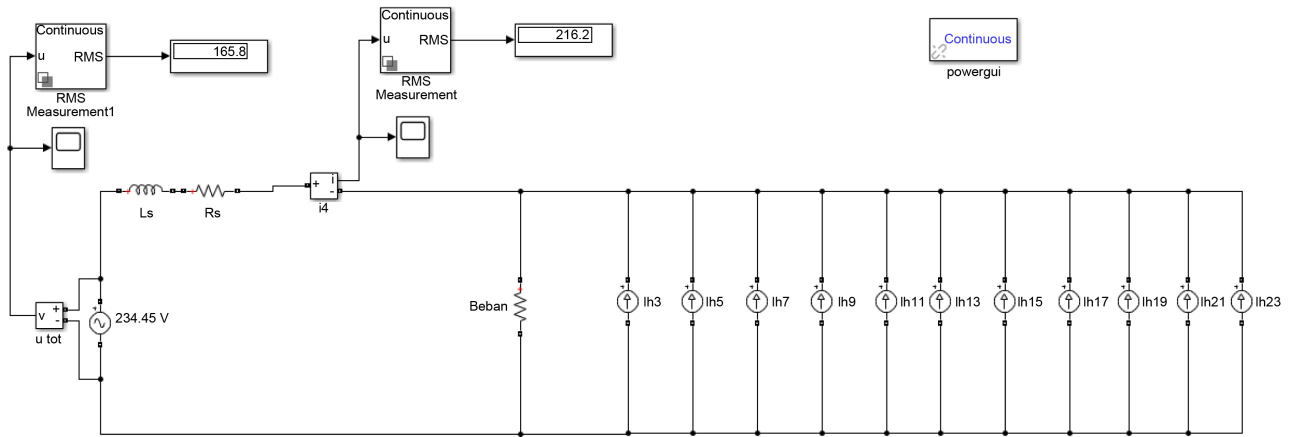 Continuous
u
RMS
RMS
Measurement1
165.8
Continuous
u
RMS
RMS
Measurement
216.2
Continuous
powergui
Ls
Rs
+
i
-
i4
v
+
-
u tot
+
234.45 V
Beban
+
Ih3
+
Ih5
+
Ih7
+
Ih9
+
Ih11
+
Ih13
+
Ih15
+
Ih17
+
Ih19
+
Ih21
+
Ih23